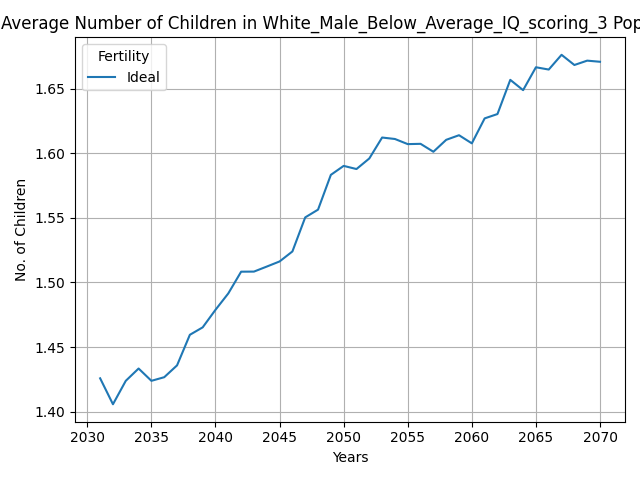 Average Number of Children in White_Male_Below_Average_IQ_scoring_3 Pop
Fertility
Ideal
No. of Children
1.65
1.60
1.55
1.50
1.45
1.40
2030 2035 2040 2045 2050 2055 2060 2065 2070
Years